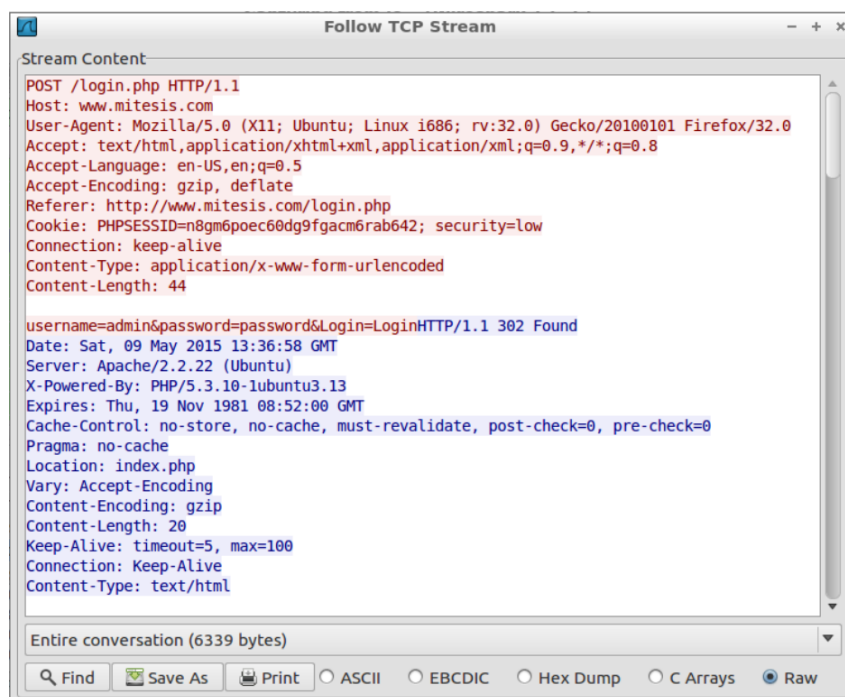 Follow TCP Stream
Stream Content
POST /login.php HTTP/1.1
Host: www.mitesis.com
User-Agent: Mozilla/5.0 (X11; Ubuntu; Linux i686; rv:32.0) Gecko/20100101 Firefox/32.0
Accept: text/html,application/xhtml+xml,application/xml;q=0.9,*/*;q=0.8
Accept-Language: en-US,en;q=0.5
Accept-Encoding: gzip, deflate
Referer: http://www.mitesis.com/login.php
Cookie: PHPSESSID=n8gm6poec60dg9fgacm6rab642; security=low
Connection: keep-alive
Content-Type: application/x-www-form-urlencoded
Content-Length: 44
username=admin&password=password&Login=LoginHTTP/1.1 302 Found
Date: Sat, 09 May 2015 13:36:58 GMT
Server: Apache/2.2.22 (Ubuntu)
X-Powered-By: PHP/5.3.10-1ubuntu3.13
Expires: Thu, 19 Nov 1981 08:52:00 GMT
Cache-Control: no-store, no-cache, must-revalidate, post-check=0, pre-check=0
Pragma: no-cache
Location: index.php
Vary: Accept-Encoding
Content-Encoding: gzip
Content-Length: 20
Keep-Alive: timeout=5, max=100
Connection: Keep-Alive
Content-Type: text/html
Entire conversation (6339 bytes)
Find Save As Print ASCII EBCDIC Hex Dump C Arrays Raw